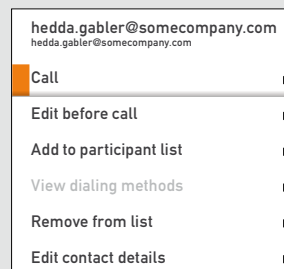 hedda.gabler@somecompany.com
hedda.gabler@somecompany.com
Call
Edit before call
Add to participant list
View dialing methods
Remove from list
Edit contact details